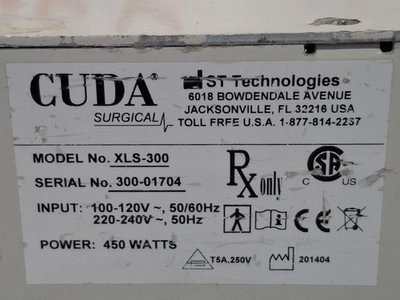 CUDA®
SURGICAL
ST Technologies
6018 BOWDENDALE AVENUE
JACKSONVILLE, FL 32216 USA
TOLL FREE U.S.A. 1-877-814-2237
MODEL No. XLS-300
SERIAL No. 300-01704
INPUT: 100-120V ~, 50/60Hz
220-240V ~, 50Hz
POWER: 450 WATTS
Rx only
CSA
C US
CE
T5A,250V
201404